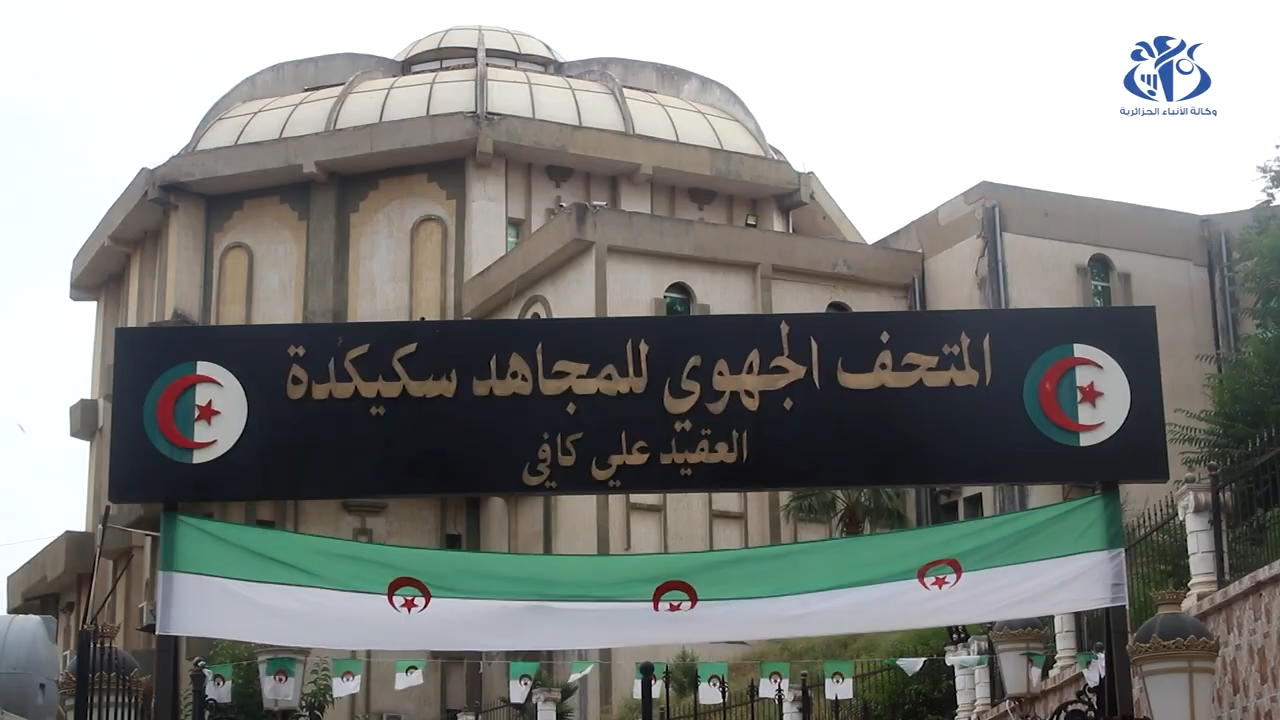 وكالة الأنباء الجزائرية
المتحف الجهوي للمجاهد سكيكدة
العقيد علي كافي